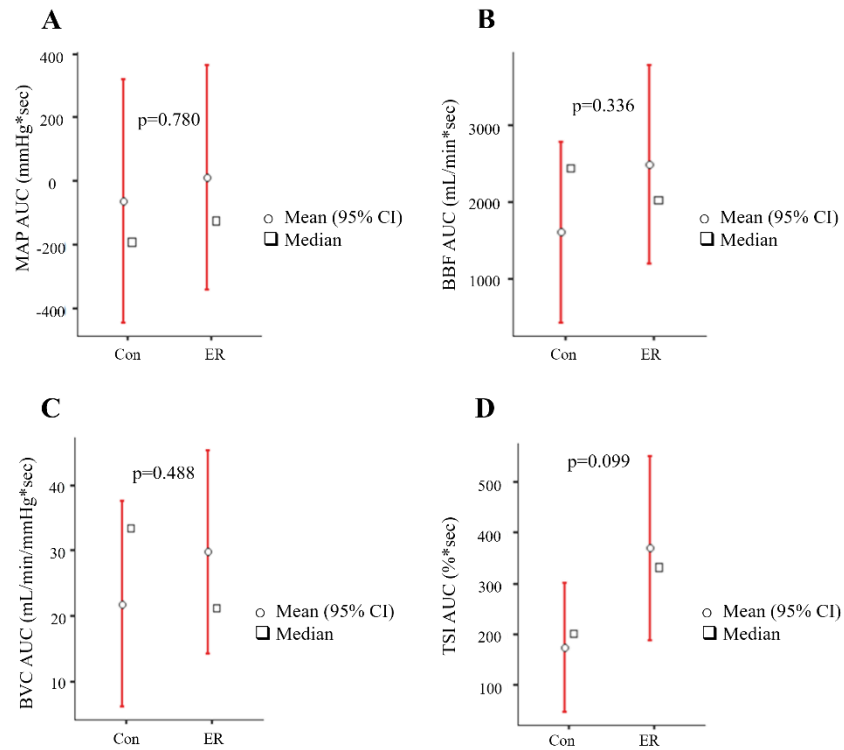 A
MAP AUC (mmHg*sec)
400
200
0
-200
-400
p=0.780
Con
ER
Mean (95% CI)
Median
B
BBF AUC (mL/min*sec)
3000
2000
1000
p=0.336
Con
ER
Mean (95% CI)
Median
C
BVC AUC (mL/min/mmHg*sec)
40
30
20
10
p=0.488
Con
ER
Mean (95% CI)
Median
D
TSI AUC (%*sec)
500
400
300
200
100
p=0.099
Con
ER
Mean (95% CI)
Median